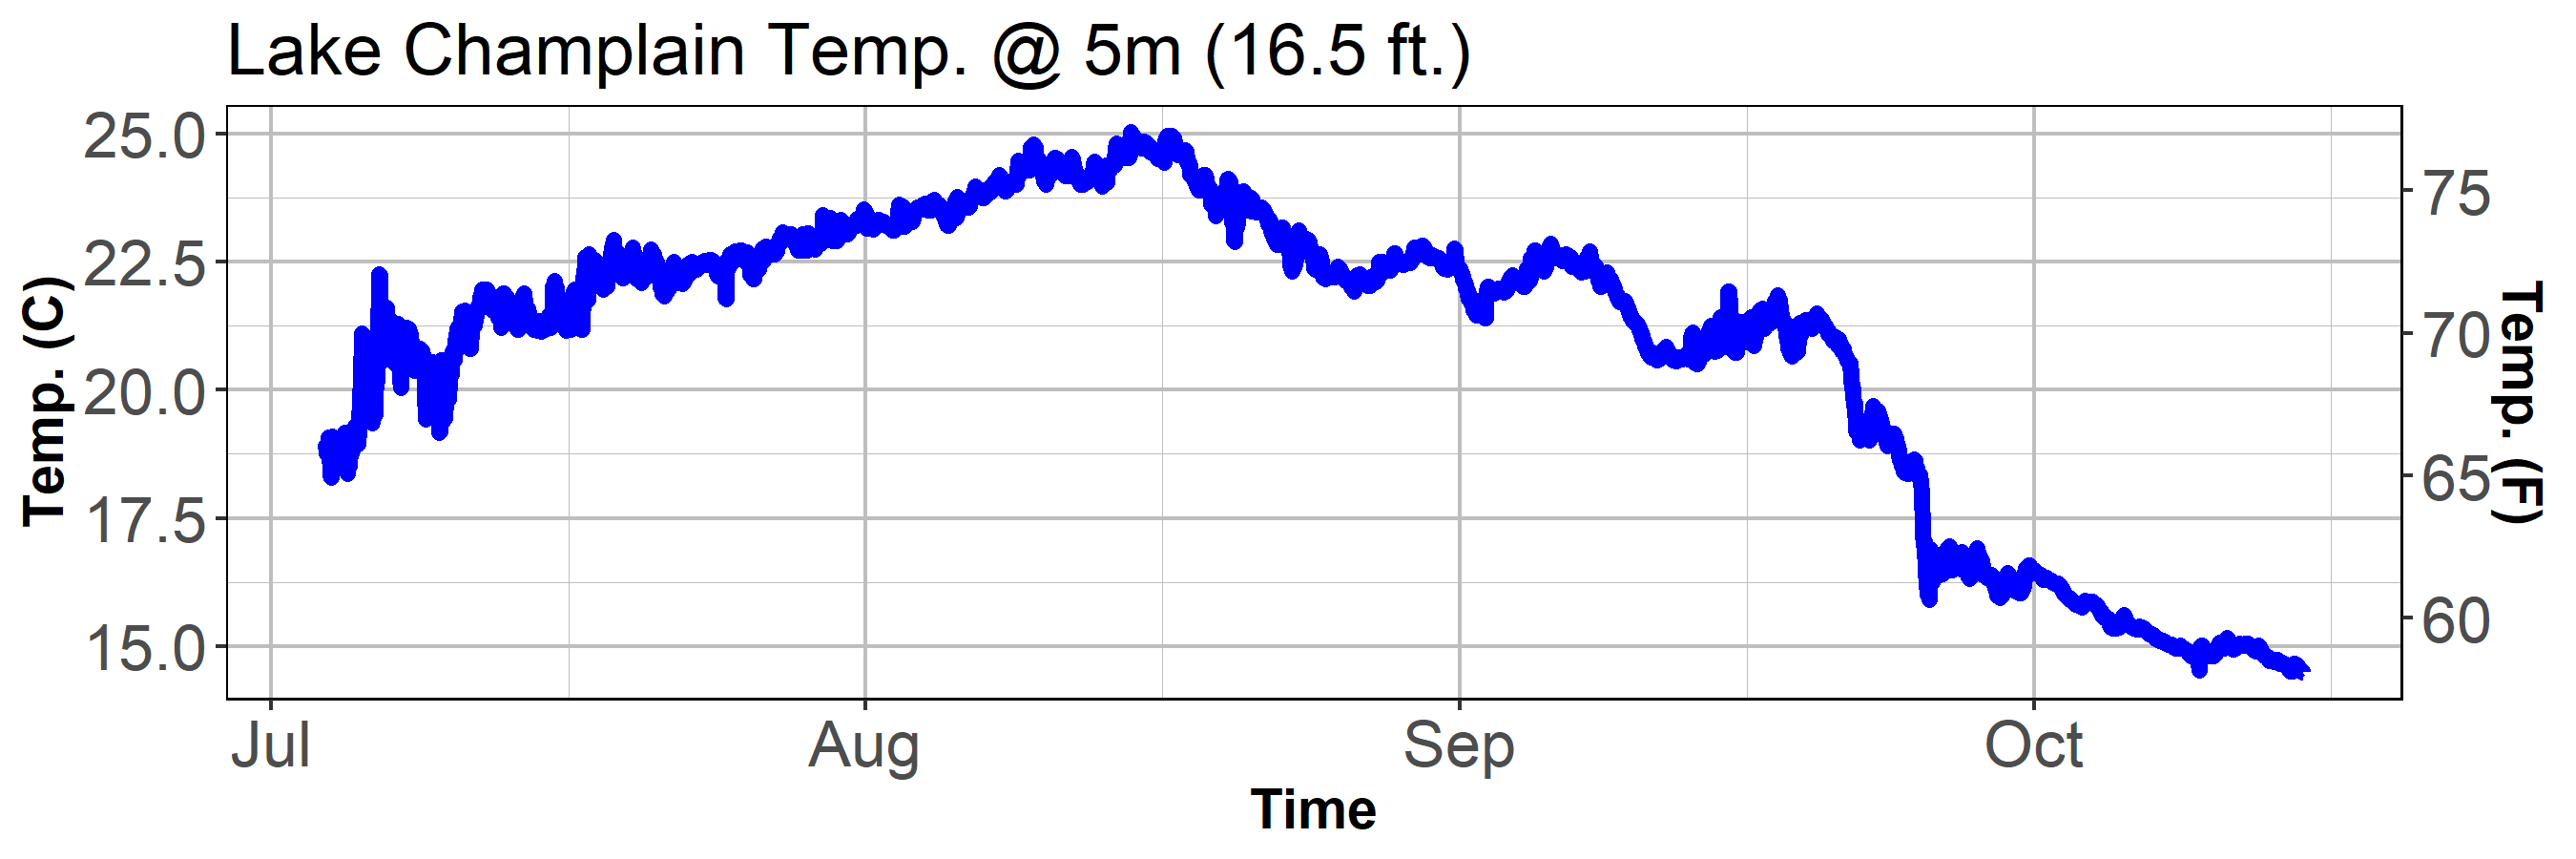 Lake Champlain Temp. @ 5m (16.5 ft.)
Temp. (C)
25.0
22.5
20.0
17.5
15.0
75
70
65
60
Temp. (F)
Jul Aug Sep Oct
Time